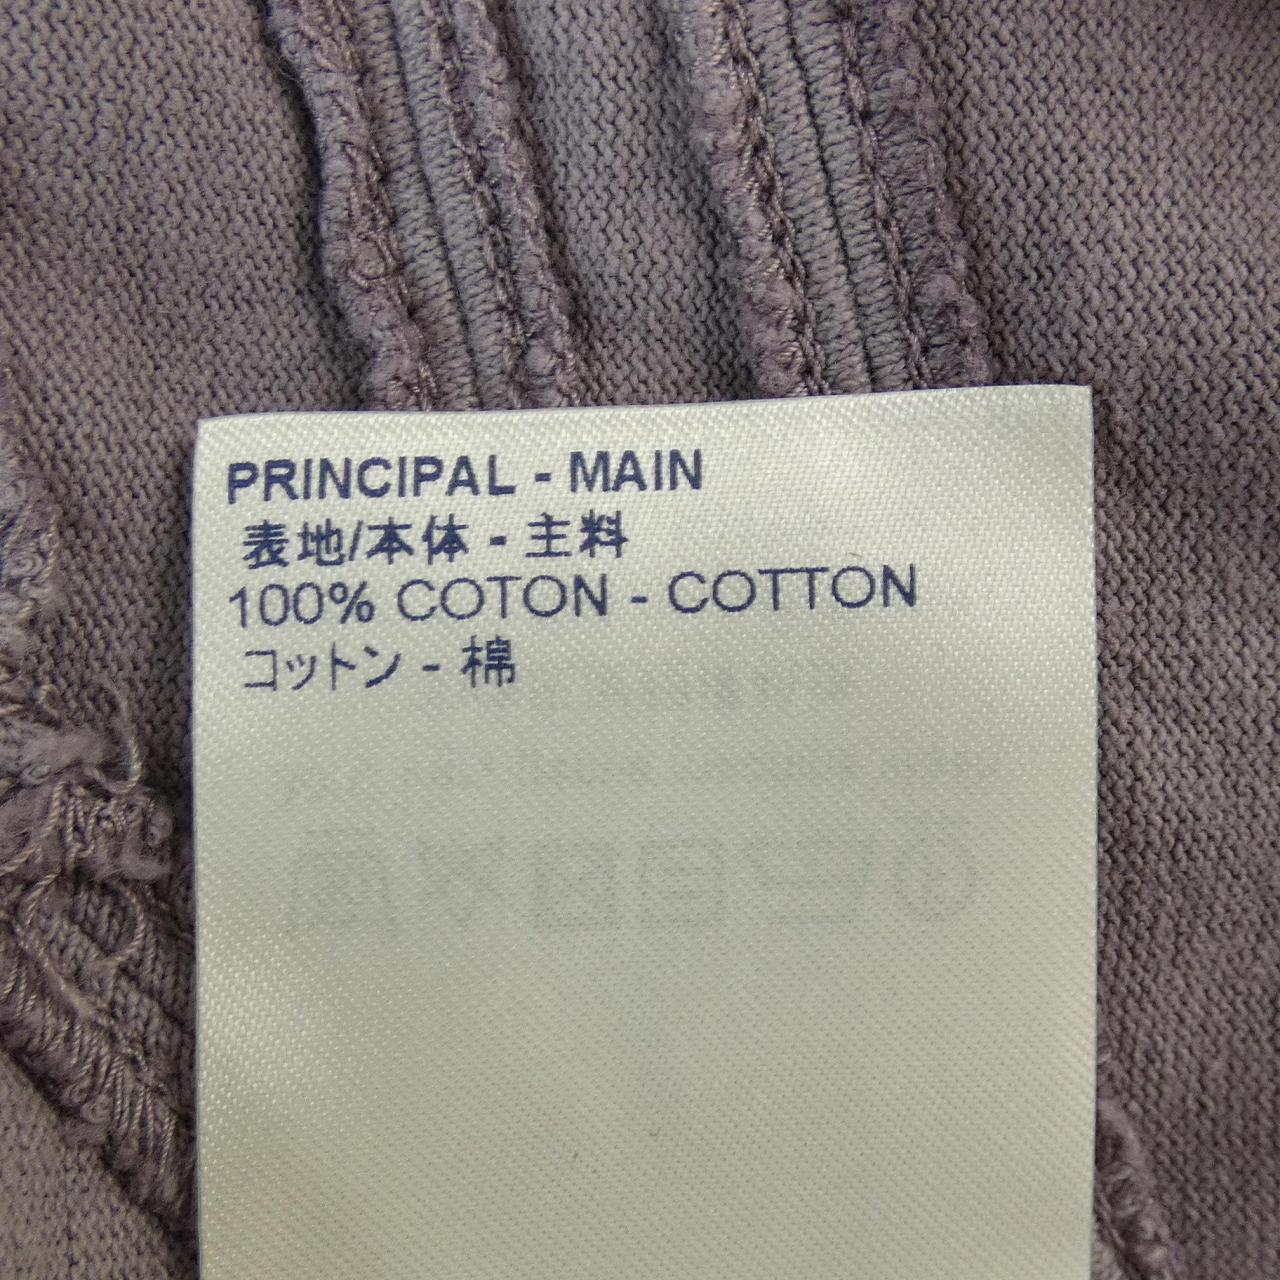 PRINCIPAL - MAIN
表地/本体 - 主料
100% COTON - COTTON
コットン - 棉